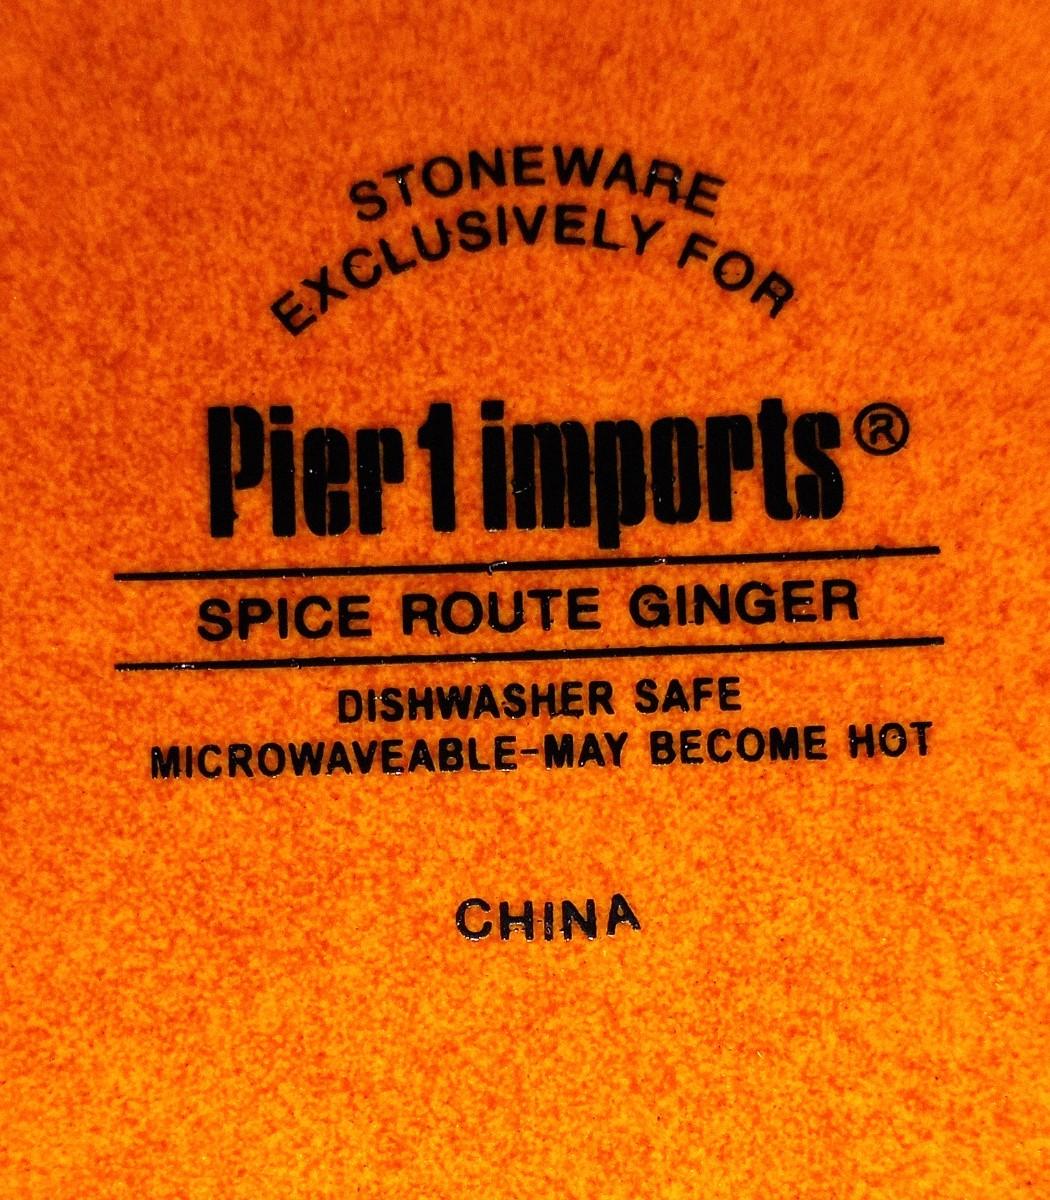 STONEWARE
EXCLUSIVELY FOR
Pier 1 imports®
SPICE ROUTE GINGER
DISHWASHER SAFE
MICROWAVEABLE-MAY BECOME HOT
CHINA